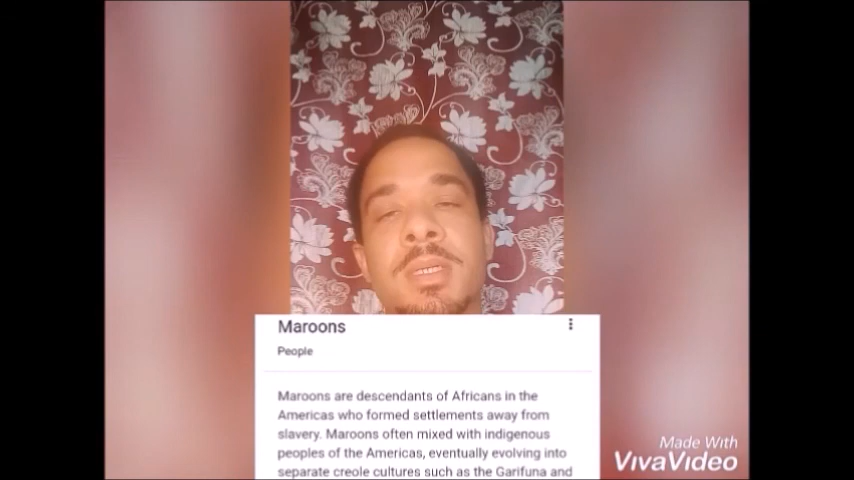 Maroons
People
Maroons are descendants of Africans in the
Americas who formed settlements away from
slavery. Maroons often mixed with indigenous
peoples of the Americas, eventually evolving into
separate creole cultures such as the Garifuna and
Made With
VivaVideo